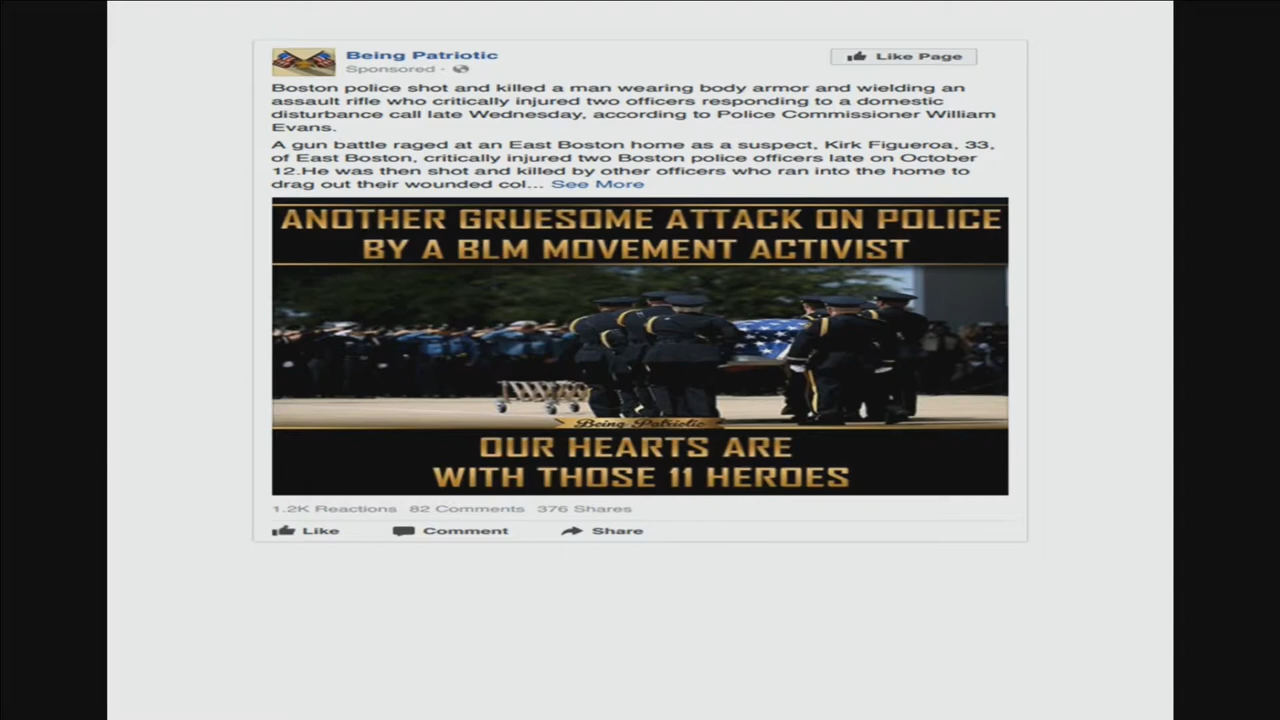 Being Patriotic
Like Page
Sponsored ·
Boston police shot and killed a man wearing body armor and wielding an
assault rifle who critically injured two officers responding to a domestic
disturbance call late Wednesday, according to Police Commissioner William
Evans.
A gun battle raged at an East Boston home as a suspect, Kirk Figueroa, 33,
of East Boston, critically injured two Boston police officers late on October
12.He was then shot and killed by other officers who ran into the home to
drag out their wounded col... See More
ANOTHER GRUESOME ATTACK ON POLICE
BY A BLM MOVEMENT ACTIVIST
Being Patriotic
OUR HEARTS ARE
WITH THOSE 11 HEROES
1.2K Reactions 82 Comments 376 Shares
Like Comment Share